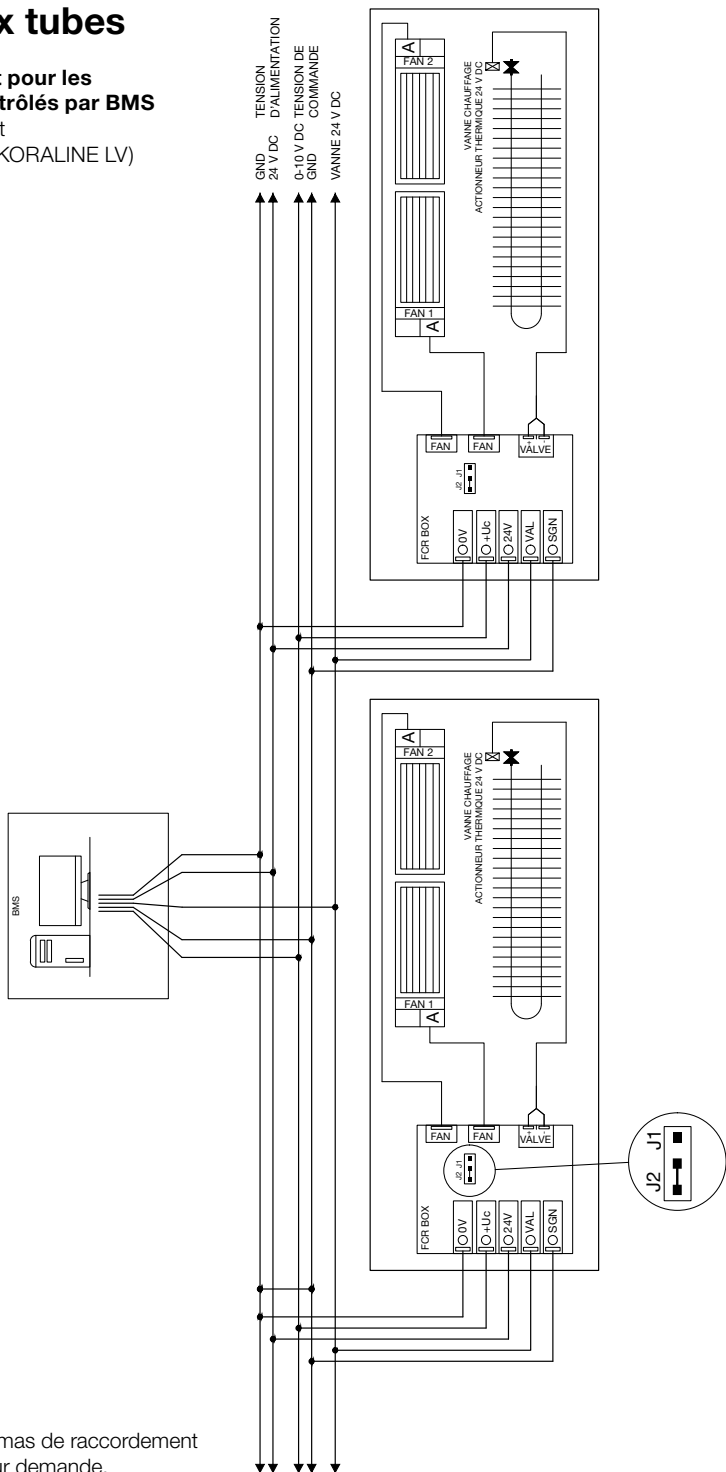 x tubes
t pour les
trôlés par BMS
t
KORALINE LV)
GND TENSION
24 V DC D'ALIMENTATION
0-10 V DC TENSION DE
GND COMMANDE
VANNE 24 V DC
A
FAN 2
VANNE CHAUFFAGE
ACTIONNEUR THERMIQUE 24 V DC
FAN 1
A
FAN
FAN
+ -
VALVE
J2 J1
FCR BOX
0V
+Uc
24V
VAL
SGN
BMS
A
FAN 2
VANNE CHAUFFAGE
ACTIONNEUR THERMIQUE 24 V DC
FAN 1
A
FAN
FAN
+ -
VALVE
J2 J1
J2 J1
FCR BOX
0V
+Uc
24V
VAL
SGN
mas de raccordement
ur demande.